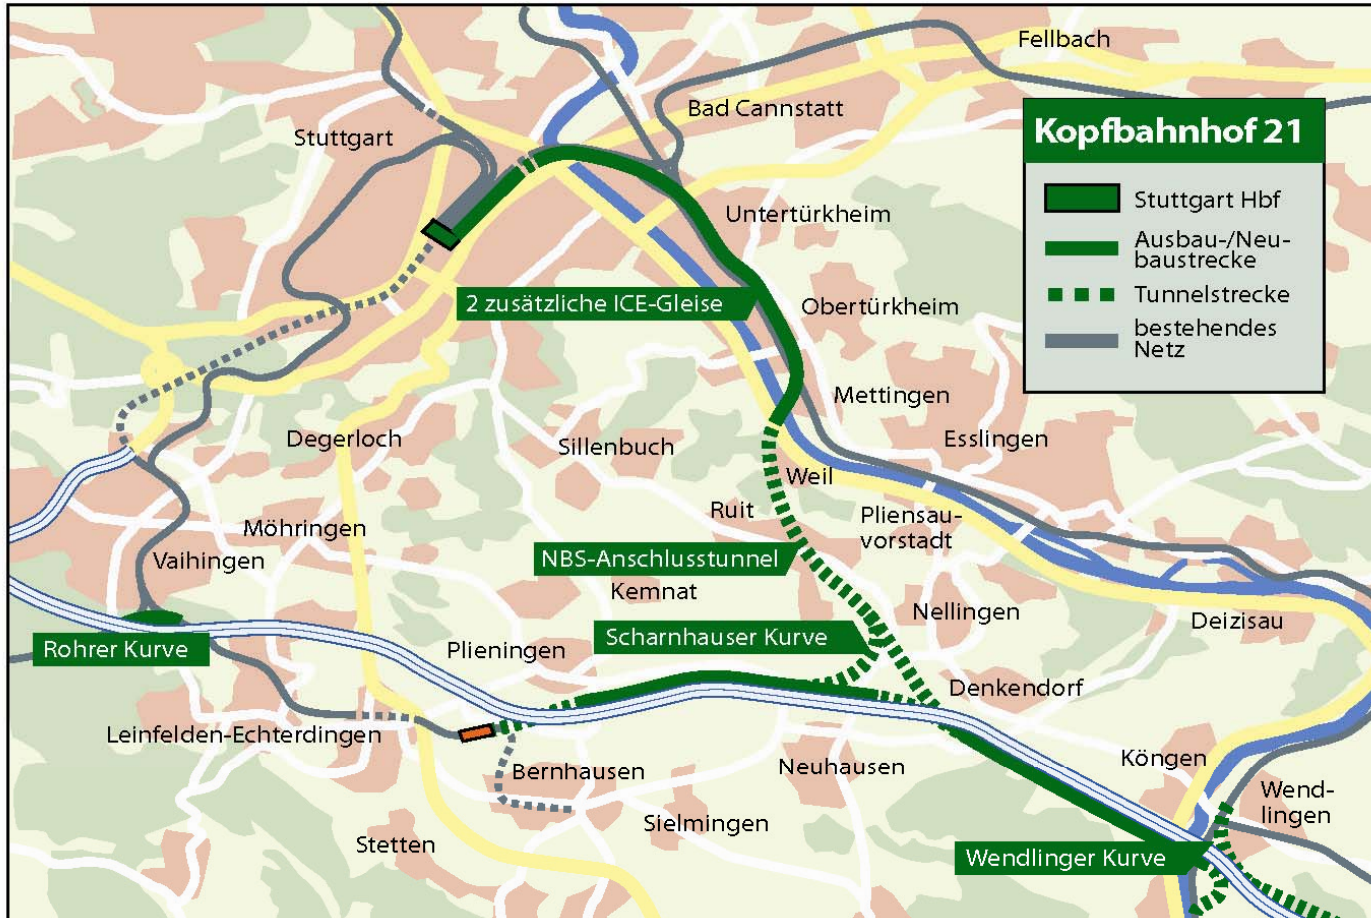 Fellbach
Bad Cannstatt
Stuttgart
Kopfbahnhof 21
Stuttgart Hbf
Ausbau-/Neu-
baustrecke
Tunnelstrecke
bestehendes
Netz
Untertürkheim
2 zusätzliche ICE-Gleise
Obertürkheim
Mettingen
Degerloch
Sillenbuch
Esslingen
Weil
Ruit
Pliensau-
vorstadt
Möhringen
Vaihingen
NBS-Anschlusstunnel
Kemnat
Nellingen
Deizisau
Scharnhauser Kurve
Rohrer Kurve
Plieningen
Denkendorf
Leinfelden-Echterdingen
Bernhausen
Neuhausen
Köngen
Wend-
lingen
Sielmingen
Stetten
Wendlinger Kurve